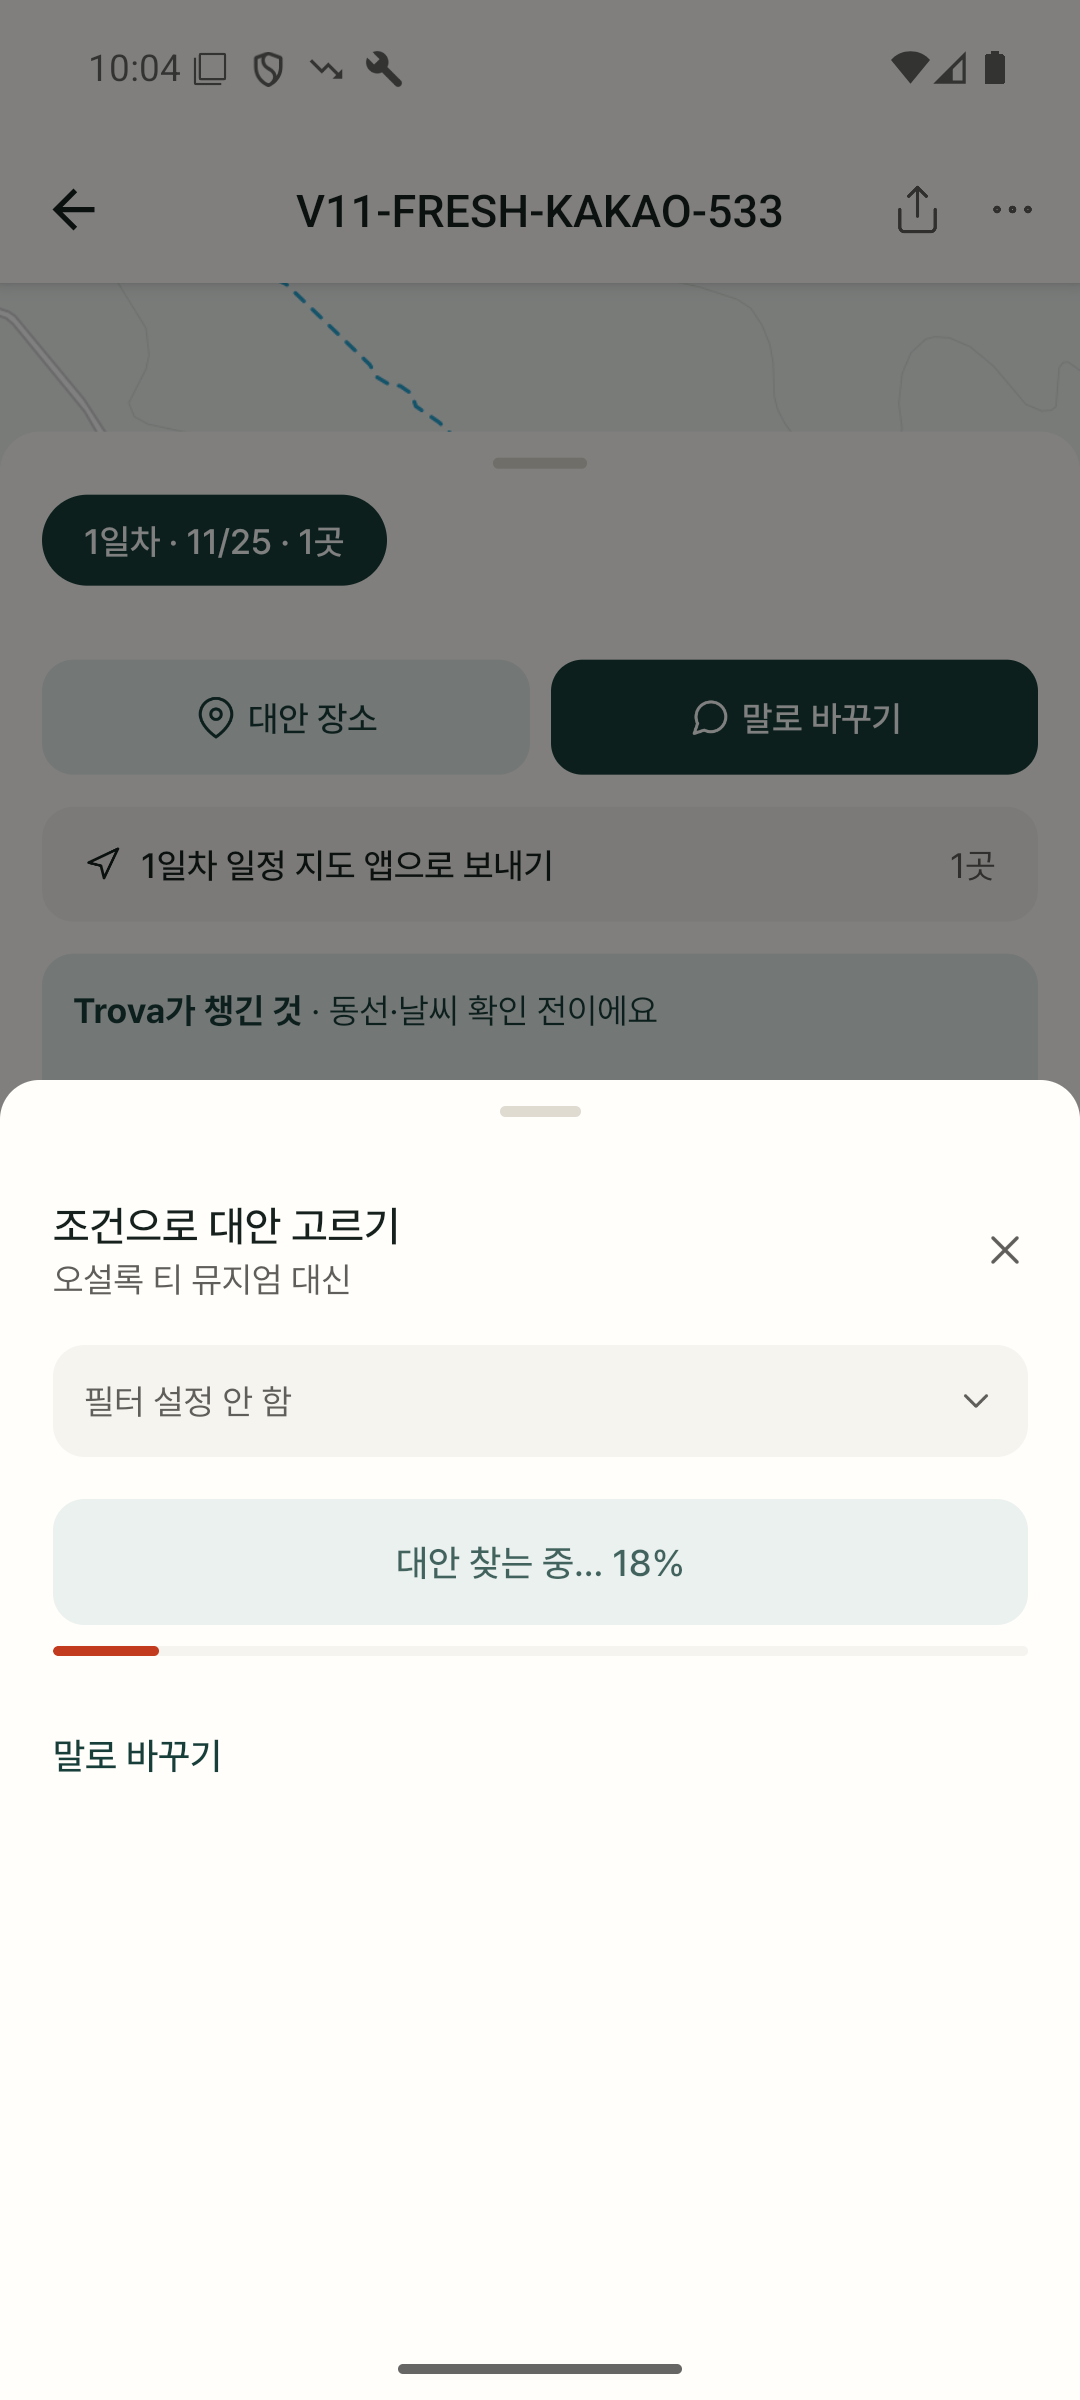 10:04
V11-FRESH-KAKAO-533
1일차 · 11/25 · 1곳
대안 장소
말로 바꾸기
1일차 일정 지도 앱으로 보내기
1곳
Trova가 챙긴 것 · 동선·날씨 확인 전이에요
조건으로 대안 고르기
오설록 티 뮤지엄 대신
필터 설정 안 함
대안 찾는 중... 18%
말로 바꾸기